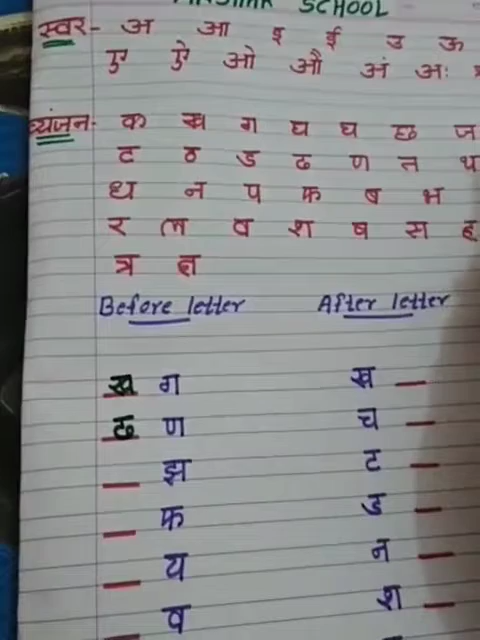 SCHOOL
स्वर- अ आ इ ई उ ऊ
ए ऐ ओ औ अं अः
व्यंजन- क ख ग घ च छ ज
ट ठ ड ढ ण त थ
ध न प फ ब भ
र ल व श ष स ह
त्र ज्ञ
Before letter After letter
ख ग ख _
ढ ण च _
_ झ ट _
_ फ ड _
_ य न _
_ व श _